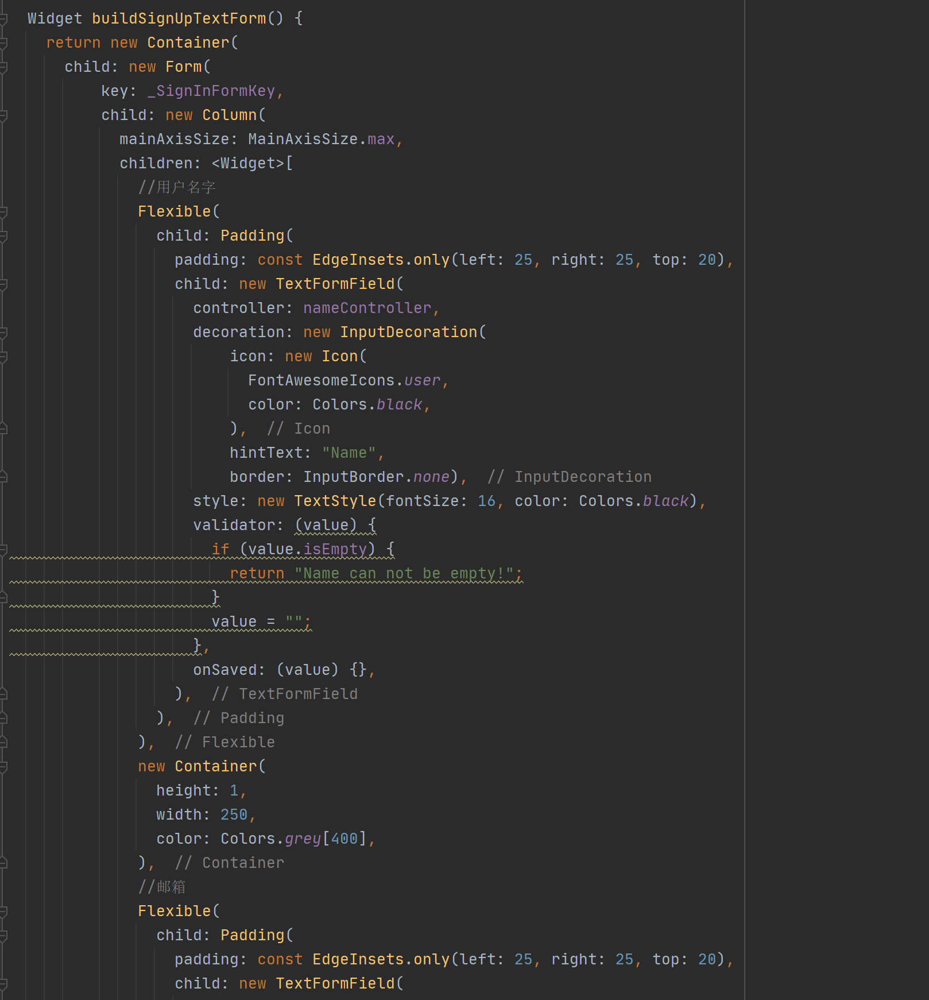 Widget buildSignUpTextForm() {
  return new Container(
    child: new Form(
        key: _SignInFormKey,
        child: new Column(
          mainAxisSize: MainAxisSize.max,
          children: <Widget>[
            //用户名字
            Flexible(
              child: Padding(
                padding: const EdgeInsets.only(left: 25, right: 25, top: 20),
                child: new TextFormField(
                  controller: nameController,
                  decoration: new InputDecoration(
                      icon: new Icon(
                        FontAwesomeIcons.user,
                        color: Colors.black,
                      ),  // Icon
                      hintText: "Name",
                      border: InputBorder.none),  // InputDecoration
                  style: new TextStyle(fontSize: 16, color: Colors.black),
                  validator: (value) {
                    if (value.isEmpty) {
                      return "Name can not be empty!";
                    }
                    value = "";
                  },
                  onSaved: (value) {},
                ),  // TextFormField
              ),  // Padding
            ),  // Flexible
            new Container(
              height: 1,
              width: 250,
              color: Colors.grey[400],
            ),  // Container
            //邮箱
            Flexible(
              child: Padding(
                padding: const EdgeInsets.only(left: 25, right: 25, top: 20),
                child: new TextFormField(